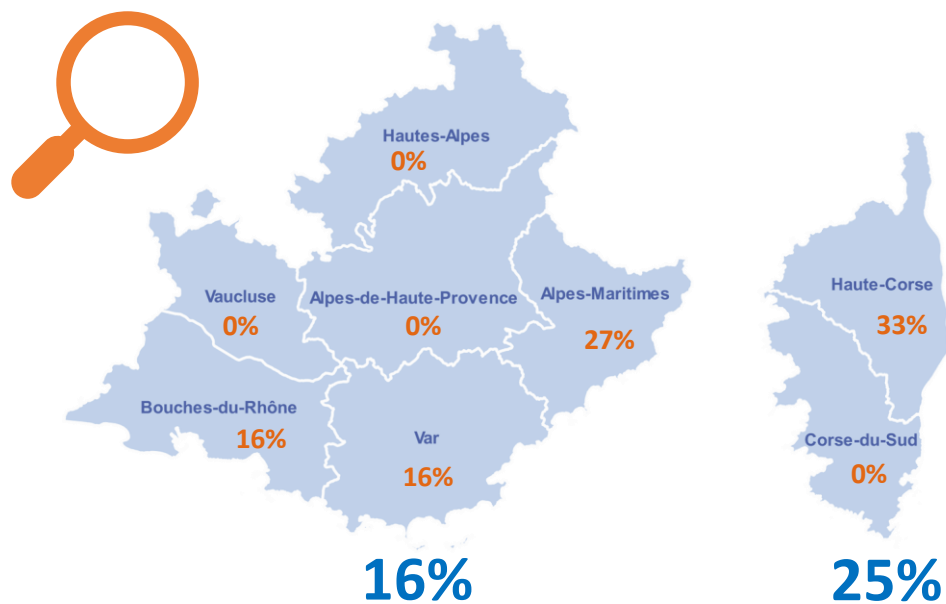 Hautes-Alpes
0%
Vaucluse
0%
Alpes-de-Haute-Provence
0%
Alpes-Maritimes
27%
Bouches-du-Rhône
16%
Var
16%
16%
Haute-Corse
33%
Corse-du-Sud
0%
25%